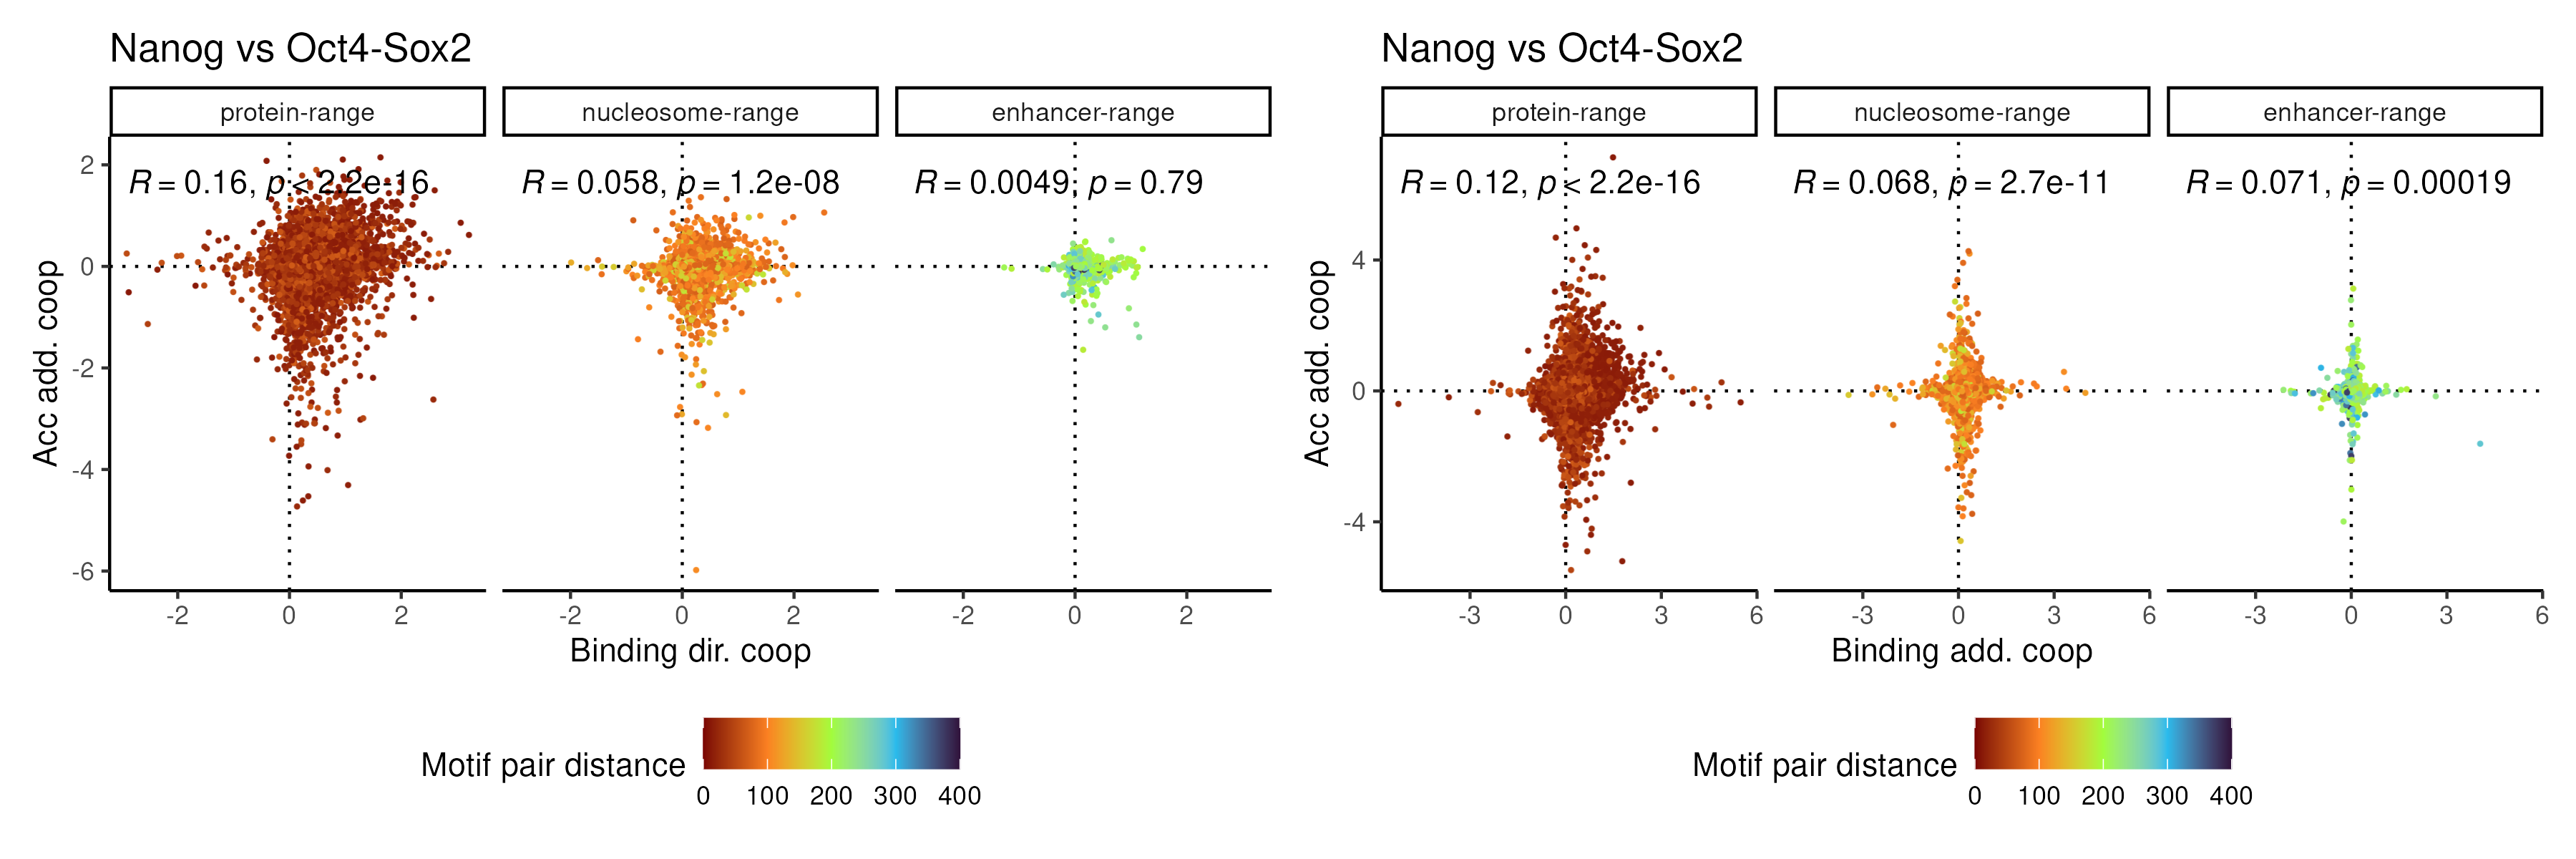 Nanog vs Oct4-Sox2
protein-range nucleosome-range enhancer-range
R = 0.16, p < 2.2e-16 R = 0.058, p = 1.2e-08 R = 0.0049, p = 0.79
2
0
-2
-4
-6
Acc add. coop
-2 0 2 -2 0 2 -2 0 2
Binding dir. coop
Motif pair distance
0 100 200 300 400
Nanog vs Oct4-Sox2
protein-range nucleosome-range enhancer-range
R = 0.12, p < 2.2e-16 R = 0.068, p = 2.7e-11 R = 0.071, p = 0.00019
4
0
-4
Acc add. coop
-3 0 3 6 -3 0 3 6 -3 0 3 6
Binding add. coop
Motif pair distance
0 100 200 300 400